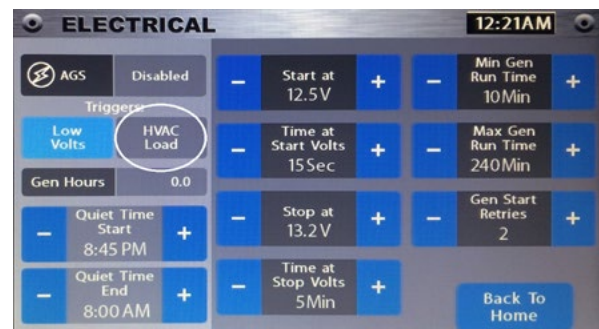 ELECTRICAL
12:21AM
AGS
Disabled
Triggers:
Low
Volts
HVAC
Load
Gen Hours
0.0
-
Quiet Time
Start
8:45 PM
+
-
Quiet Time
End
8:00 AM
+
-
Start at
12.5V
+
-
Time at
Start Volts
15Sec
+
-
Stop at
13.2V
+
-
Time at
Stop Volts
5Min
+
-
Min Gen
Run Time
10Min
+
-
Max Gen
Run Time
240Min
+
-
Gen Start
Retries
2
+
Back To
Home